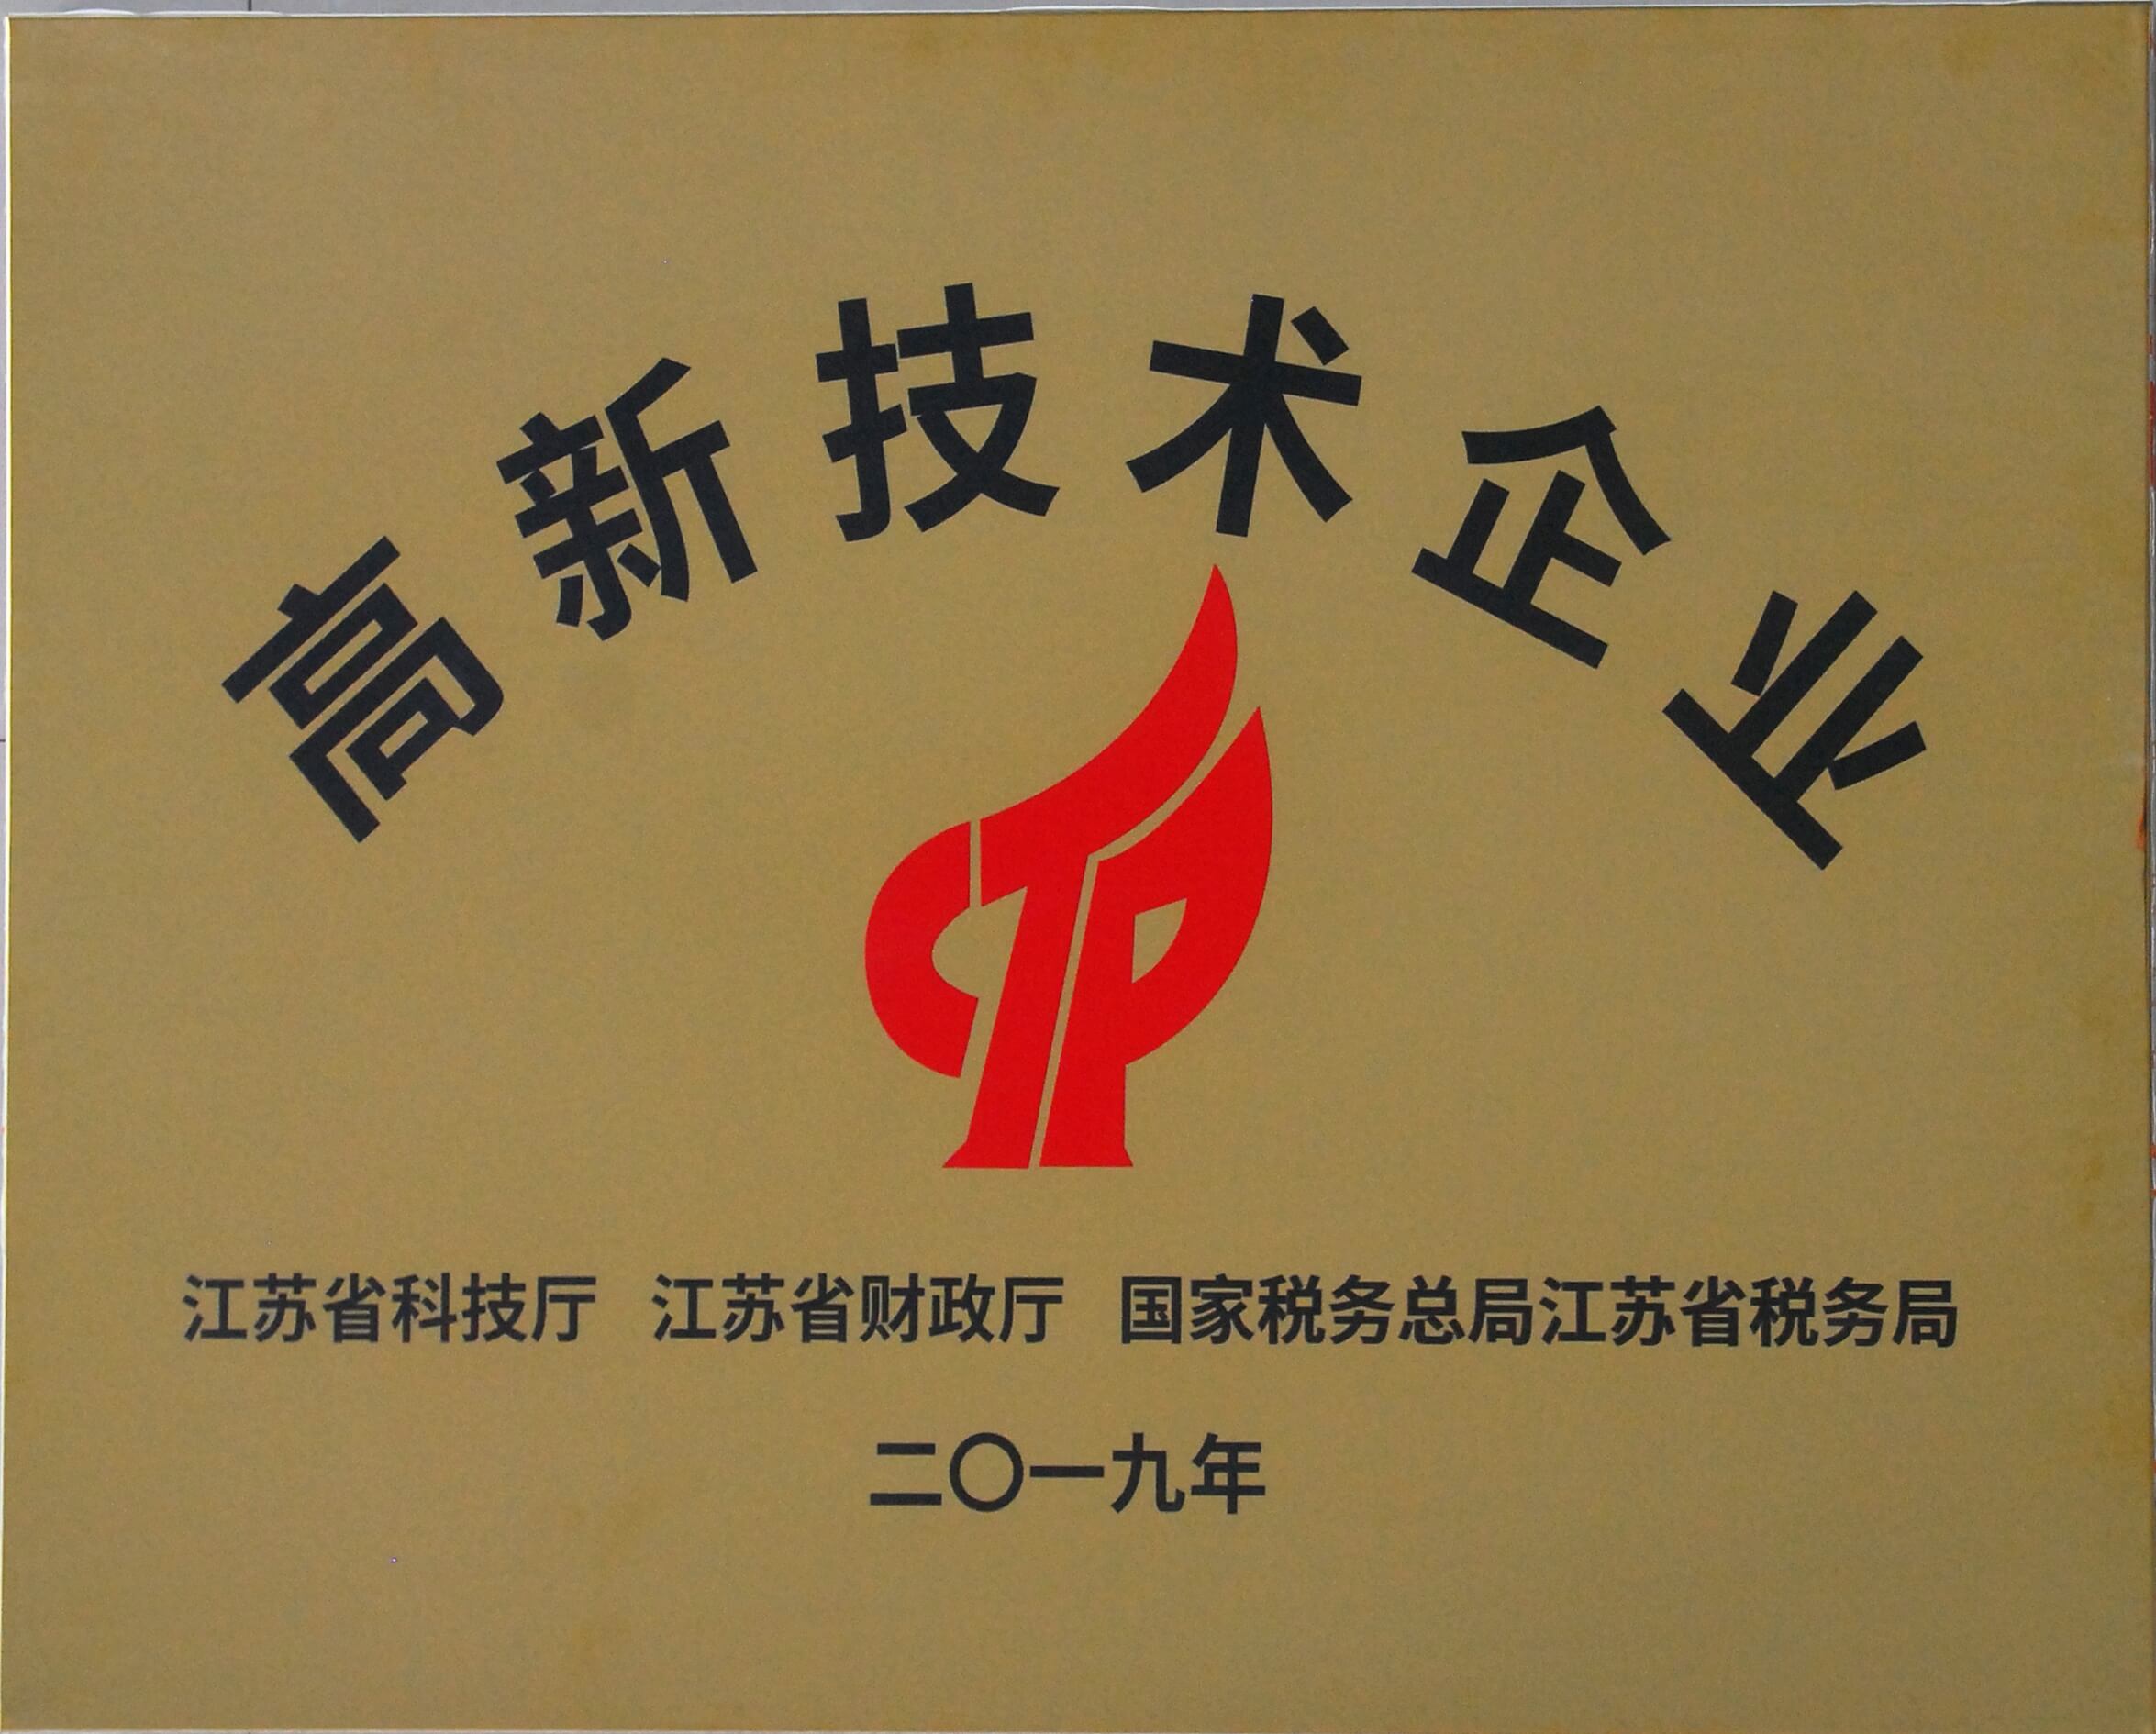 高新技术企业
江苏省科技厅 江苏省财政厅 国家税务总局江苏省税务局
二〇一九年